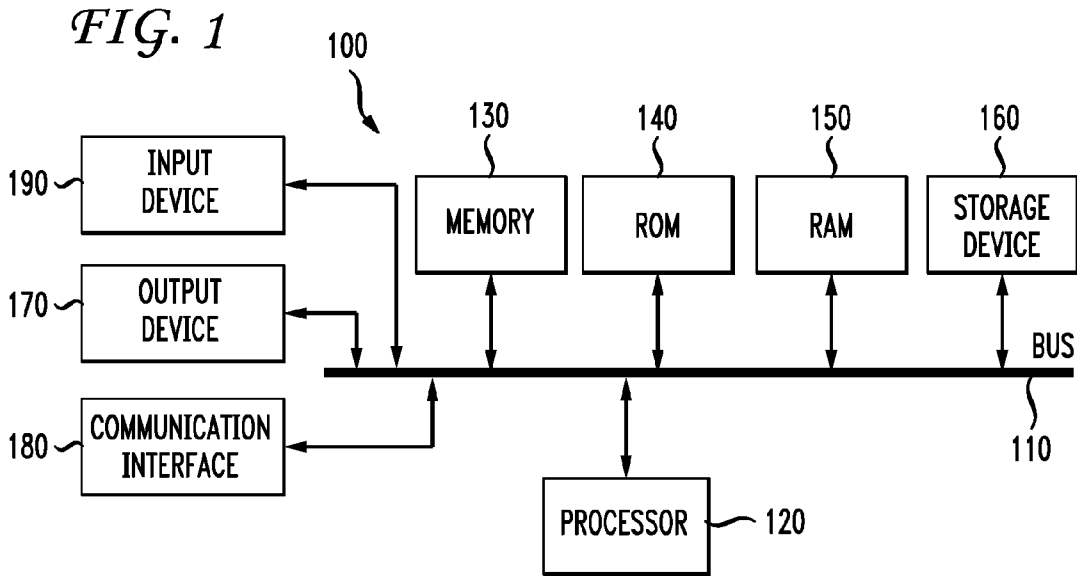 FIG. 1
100
130
140
150
160
190
INPUT
DEVICE
MEMORY
ROM
RAM
STORAGE
DEVICE
170
OUTPUT
DEVICE
BUS
180
COMMUNICATION
INTERFACE
110
PROCESSOR
120